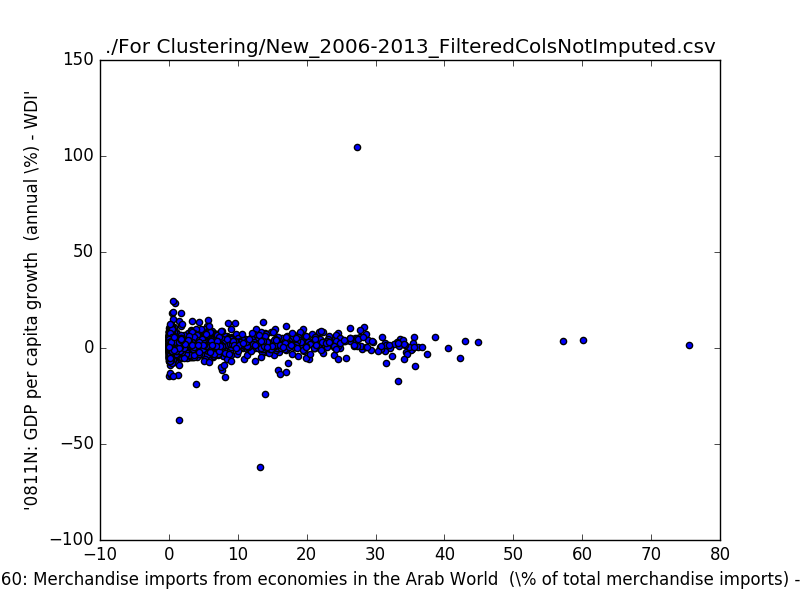 ./For Clustering/New_2006-2013_FilteredColsNotImputed.csv
150
100
50
0
−50
−100
'0811N: GDP per capita growth  (annual \%) - WDI'
−10 0 10 20 30 40 50 60 70 80
60: Merchandise imports from economies in the Arab World  (\% of total merchandise imports) -